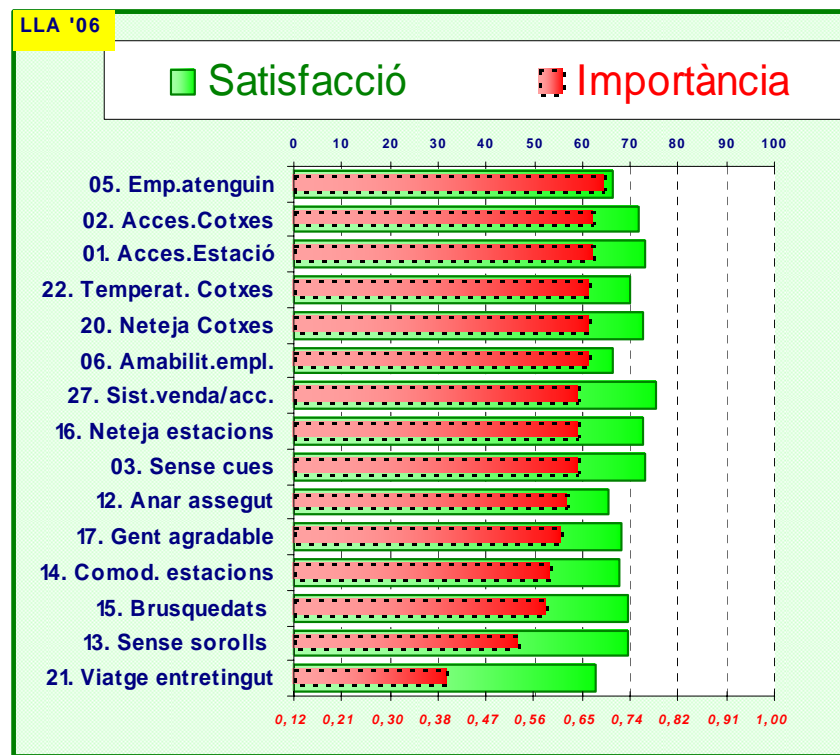 LLA '06
Satisfacció Importància
0 10 20 30 40 50 60 70 80 90 100
05. Emp.atenguin
02. Acces.Cotxes
01. Acces.Estació
22. Temperat. Cotxes
20. Neteja Cotxes
06. Amabilit.empl.
27. Sist.venda/acc.
16. Neteja estacions
03. Sense cues
12. Anar assegut
17. Gent agradable
14. Comod. estacions
15. Brusquedats
13. Sense sorolls
21. Viatge entretingut
0,12 0,21 0,30 0,38 0,47 0,56 0,65 0,74 0,82 0,91 1,00